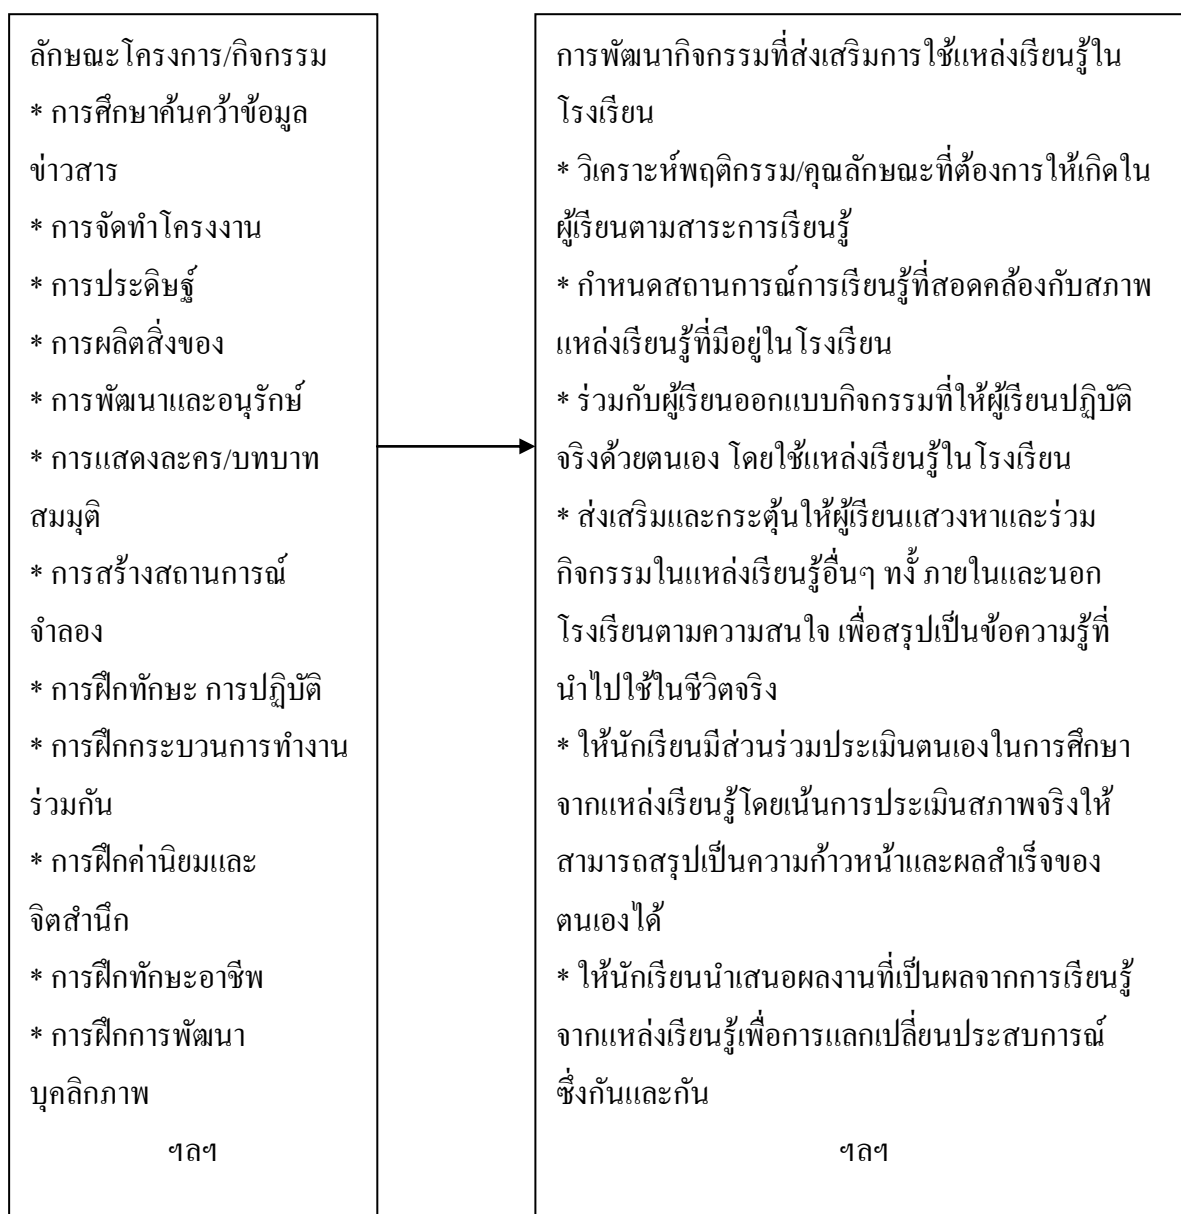 ลักษณะโครงการ/กิจกรรม
* การศึกษาค้นคว้าข้อมูล
ข่าวสาร
* การจัดทำโครงงาน
* การประดิษฐ์
* การผลิตสิ่งของ
* การพัฒนาและอนุรักษ์
* การแสดงละคร/บทบาท
สมมุติ
* การสร้างสถานการณ์
จำลอง
* การฝึกทักษะ การปฏิบัติ
* การฝึกกระบวนการทำงาน
ร่วมกัน
* การฝึกค่านิยมและ
จิตสำนึก
* การฝึกทักษะอาชีพ
* การฝึกการพัฒนา
บุคลิกภาพ
ฯลฯ
การพัฒนากิจกรรมที่ส่งเสริมการใช้แหล่งเรียนรู้ใน
โรงเรียน
* วิเคราะห์พฤติกรรม/คุณลักษณะที่ต้องการให้เกิดใน
ผู้เรียนตามสาระการเรียนรู้
* กำหนดสถานการณ์การเรียนรู้ที่สอดคล้องกับสภาพ
แหล่งเรียนรู้ที่มีอยู่ในโรงเรียน
* ร่วมกับผู้เรียนออกแบบกิจกรรมที่ให้ผู้เรียนปฏิบัติ
จริงด้วยตนเอง โดยใช้แหล่งเรียนรู้ในโรงเรียน
* ส่งเสริมและกระตุ้นให้ผู้เรียนแสวงหาและร่วม
กิจกรรมในแหล่งเรียนรู้อื่นๆ ทงั้ ภายในและนอก
โรงเรียนตามความสนใจ เพื่อสรุปเป็นข้อความรู้ที่
นำไปใช้ในชีวิตจริง
* ให้นักเรียนมีส่วนร่วมประเมินตนเองในการศึกษา
จากแหล่งเรียนรู้โดยเน้นการประเมินสภาพจริงให้
สามารถสรุปเป็นความก้าวหน้าและผลสำเร็จของ
ตนเองได้
* ให้นักเรียนนำเสนอผลงานที่เป็นผลจากการเรียนรู้
จากแหล่งเรียนรู้เพื่อการแลกเปลี่ยนประสบการณ์
ซึ่งกันและกัน
ฯลฯ